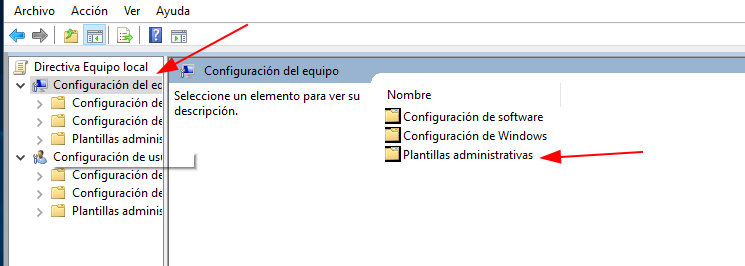 Archivo Acción Ver Ayuda
Directiva Equipo local
Configuración del eq
Configuración de
Configuración de
Plantillas adminis
Configuración de usu
Configuración de
Configuración de
Plantillas adminis
Configuración del equipo
Seleccione un elemento para ver su
descripción.
Nombre
Configuración de software
Configuración de Windows
Plantillas administrativas